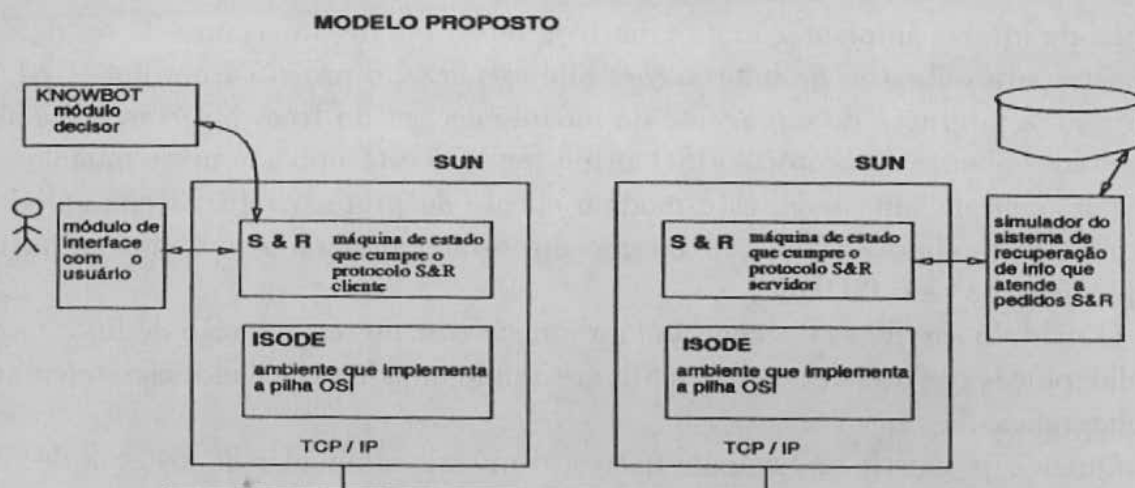 MODELO PROPOSTO
KNOWBOT
módulo
decisor
SUN
SUN
módulo de
interface
com o
usuário
S & R máquina de estado
que cumpre o
protocolo S&R
cliente
S & R máquina de estado
que cumpre o
protocolo S&R
servidor
simulador do
sistema de
recuperação
de info que
atende a
pedidos S&R
ISODE
ambiente que implementa
a pilha OSI
ISODE
ambiente que implementa
a pilha OSI
TCP / IP
TCP / IP